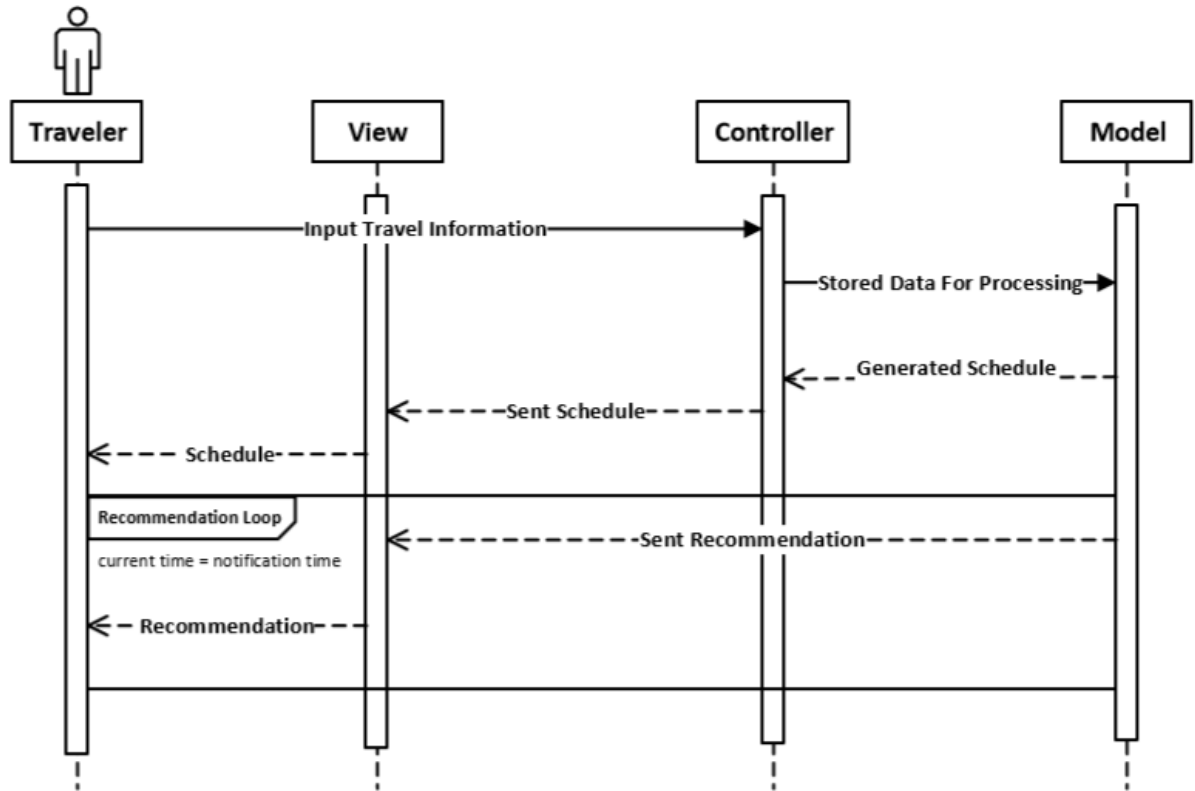 Traveler
View
Controller
Model
Input Travel Information
Stored Data For Processing
Generated Schedule
Sent Schedule
Schedule
Recommendation Loop
Sent Recommendation
current time = notification time
Recommendation